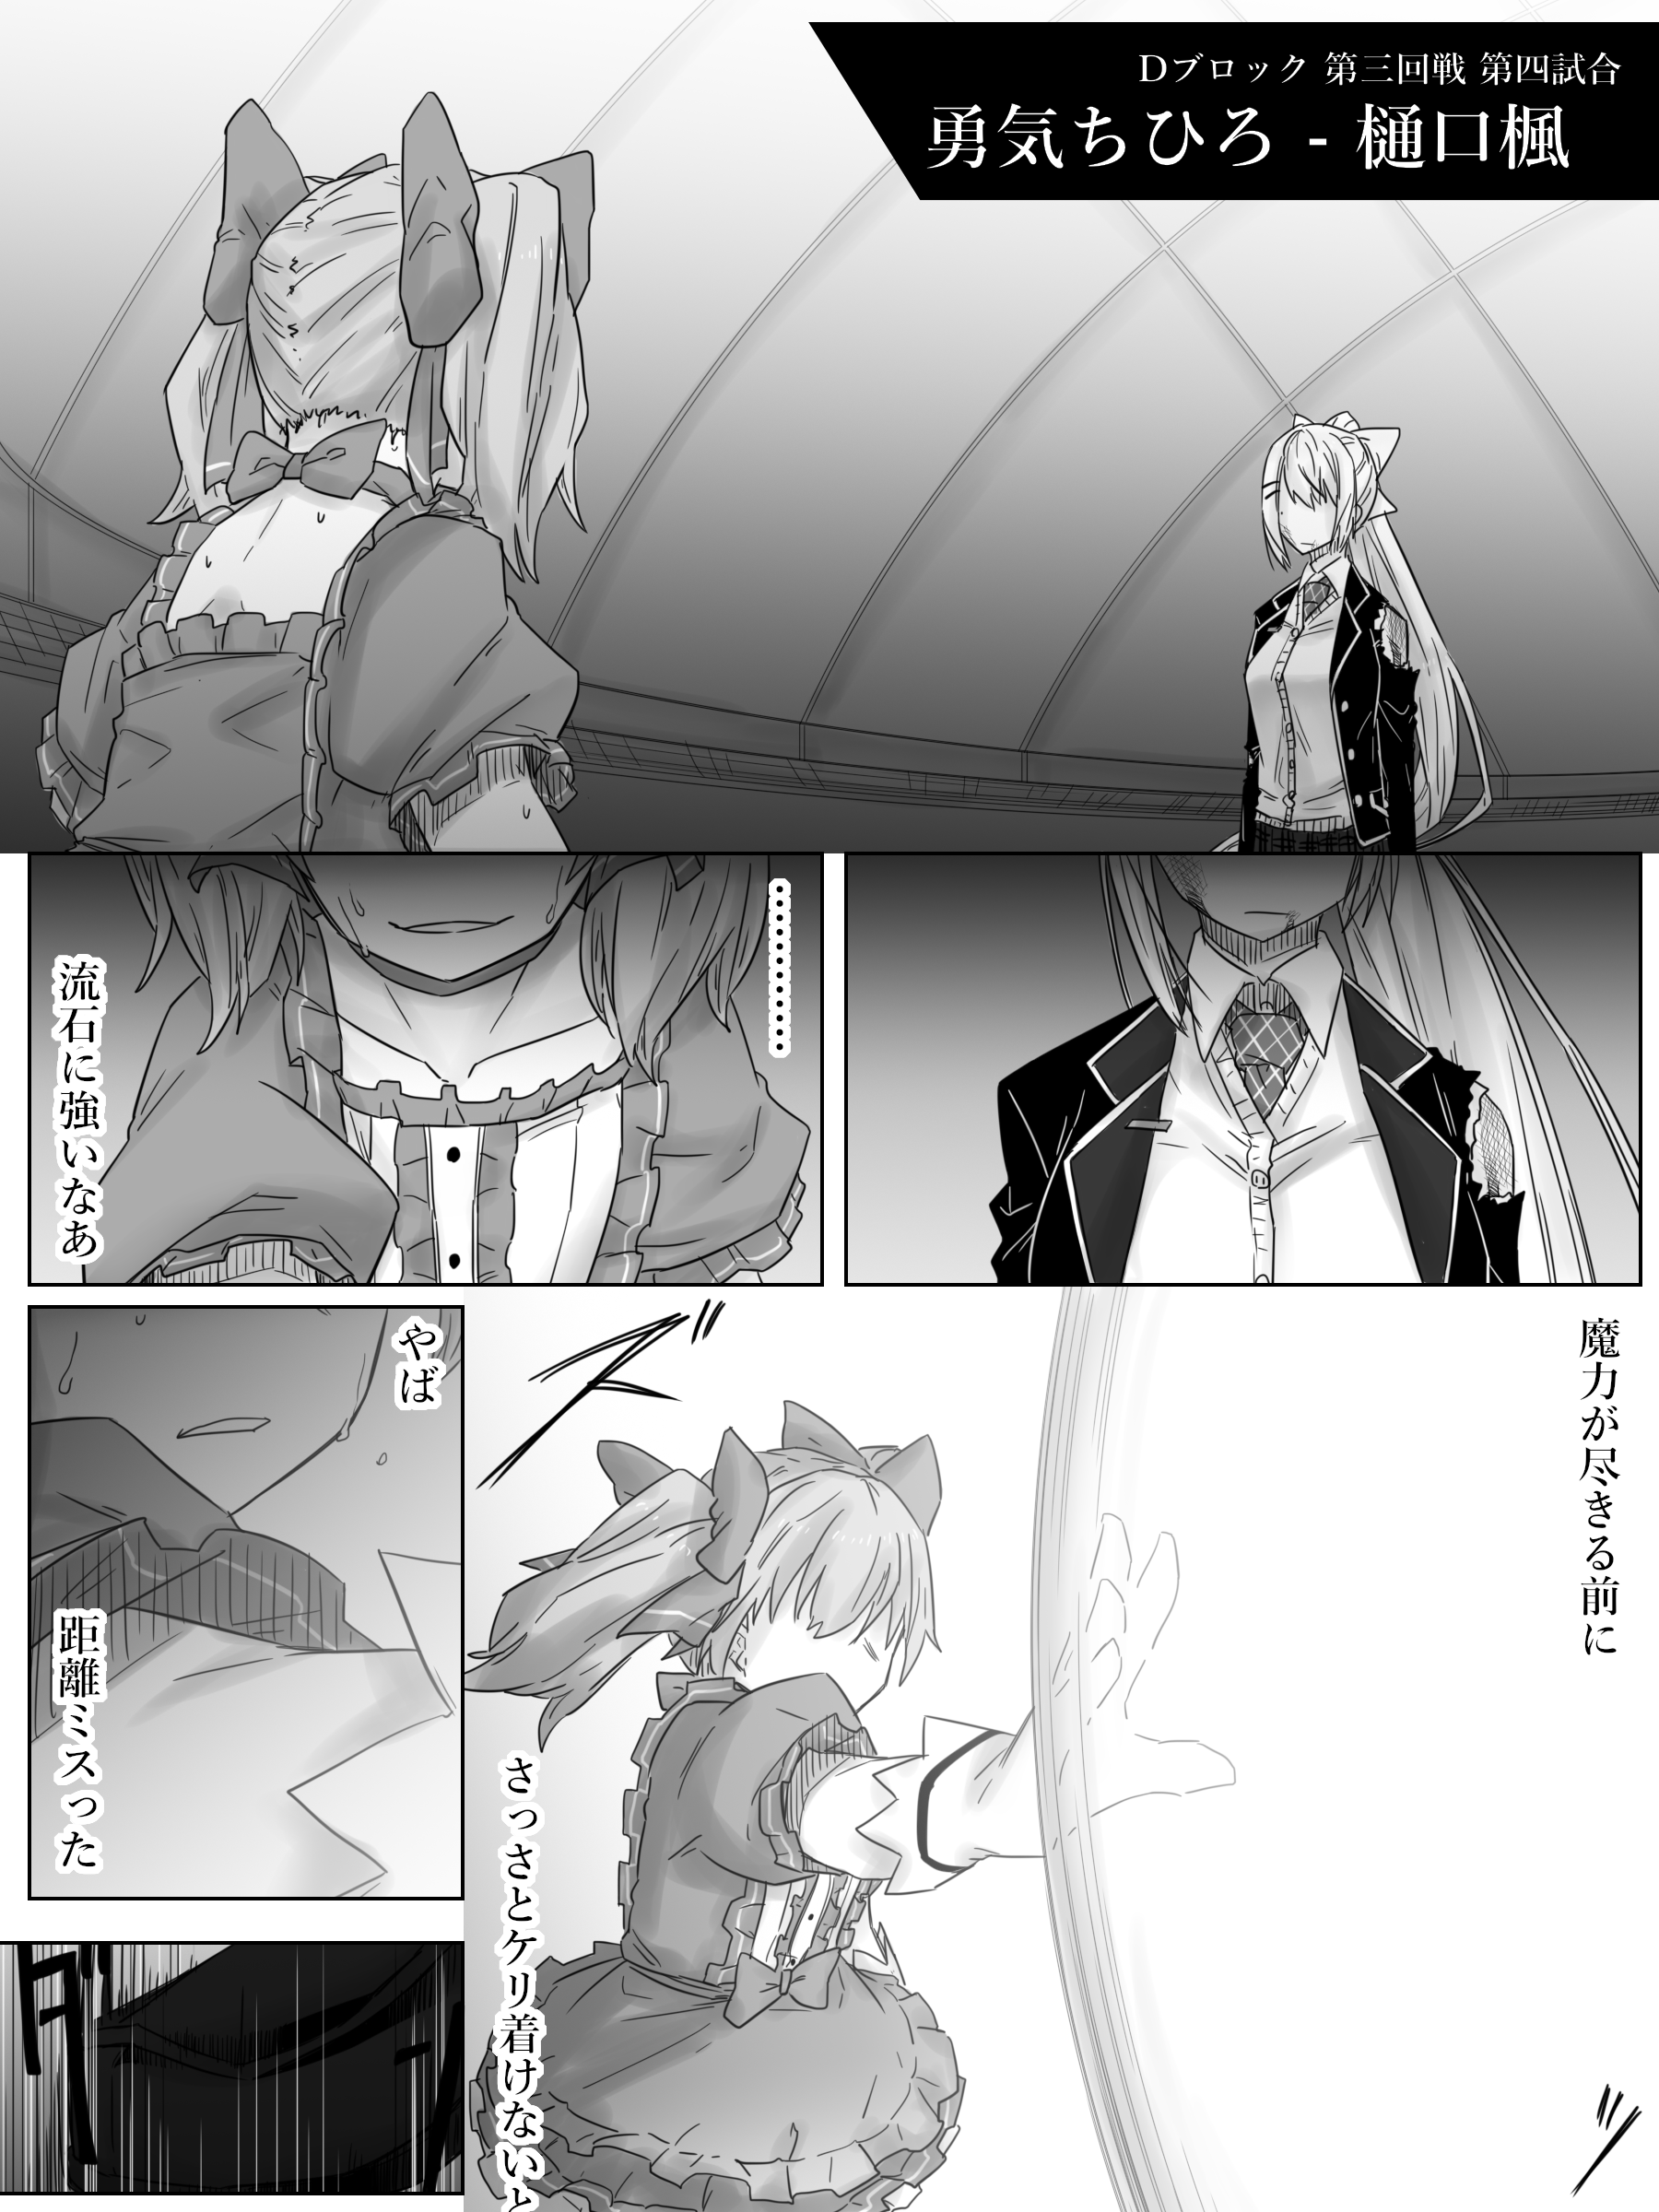 Dブロック 第三回戦 第四試合
勇気ちひろ - 樋口楓
…………
流石に強いなあ
魔力が尽きる前に
さっさとケリ着けないと
やば
距離ミスった